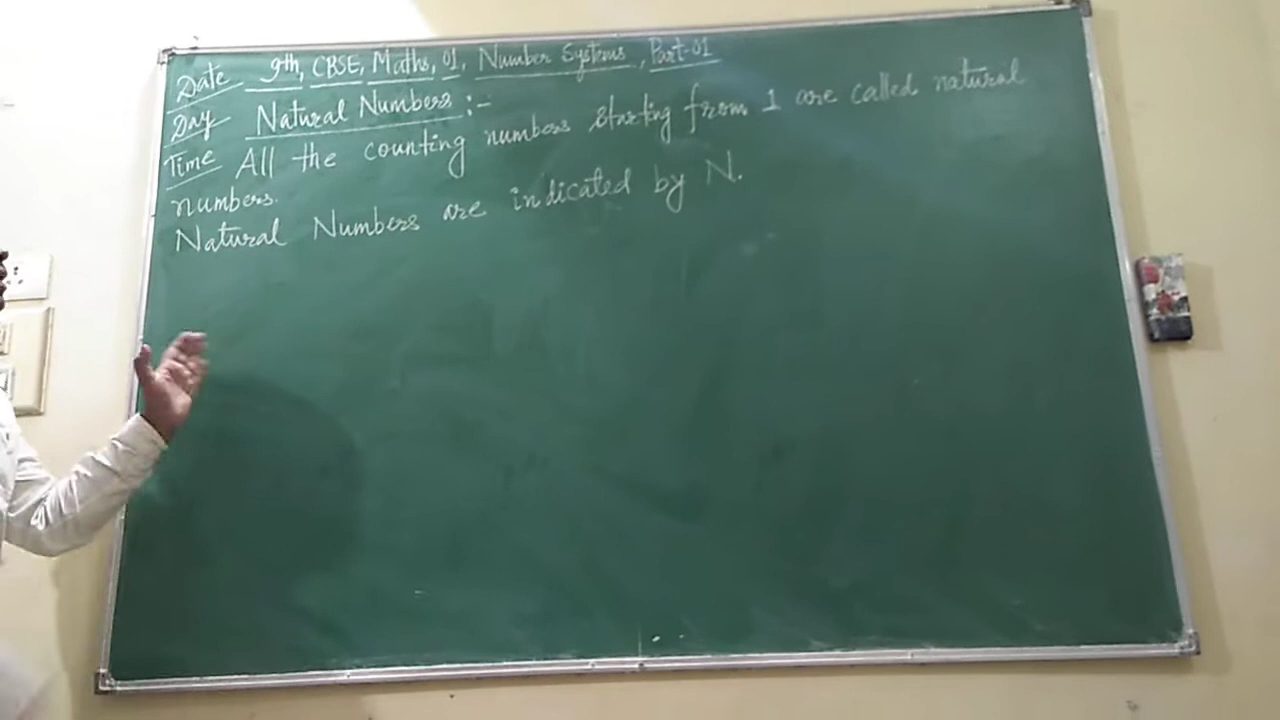 Date 9th, CBSE, Maths, 01, Number Systems, Part-01
Day Natural Numbers :-
Time All the counting numbers starting from 1 are called natural
numbers.
Natural Numbers are indicated by N.